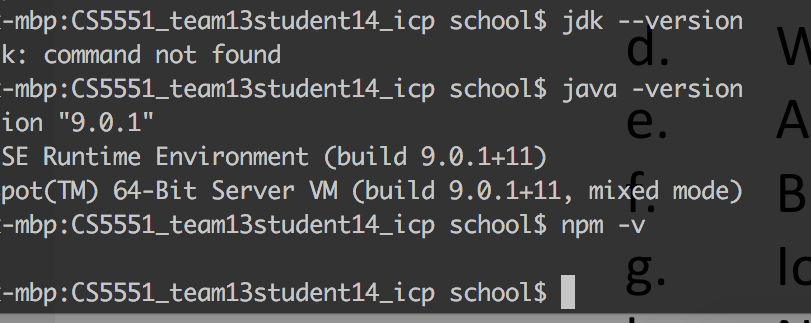 -mbp:CS5551_team13student14_icp school$ jdk --version
k: command not found
-mbp:CS5551_team13student14_icp school$ java -version
ion "9.0.1"
SE Runtime Environment (build 9.0.1+11)
pot(TM) 64-Bit Server VM (build 9.0.1+11, mixed mode)
-mbp:CS5551_team13student14_icp school$ npm -v
-mbp:CS5551_team13student14_icp school$
d. W
e. A
f. B
g. Io